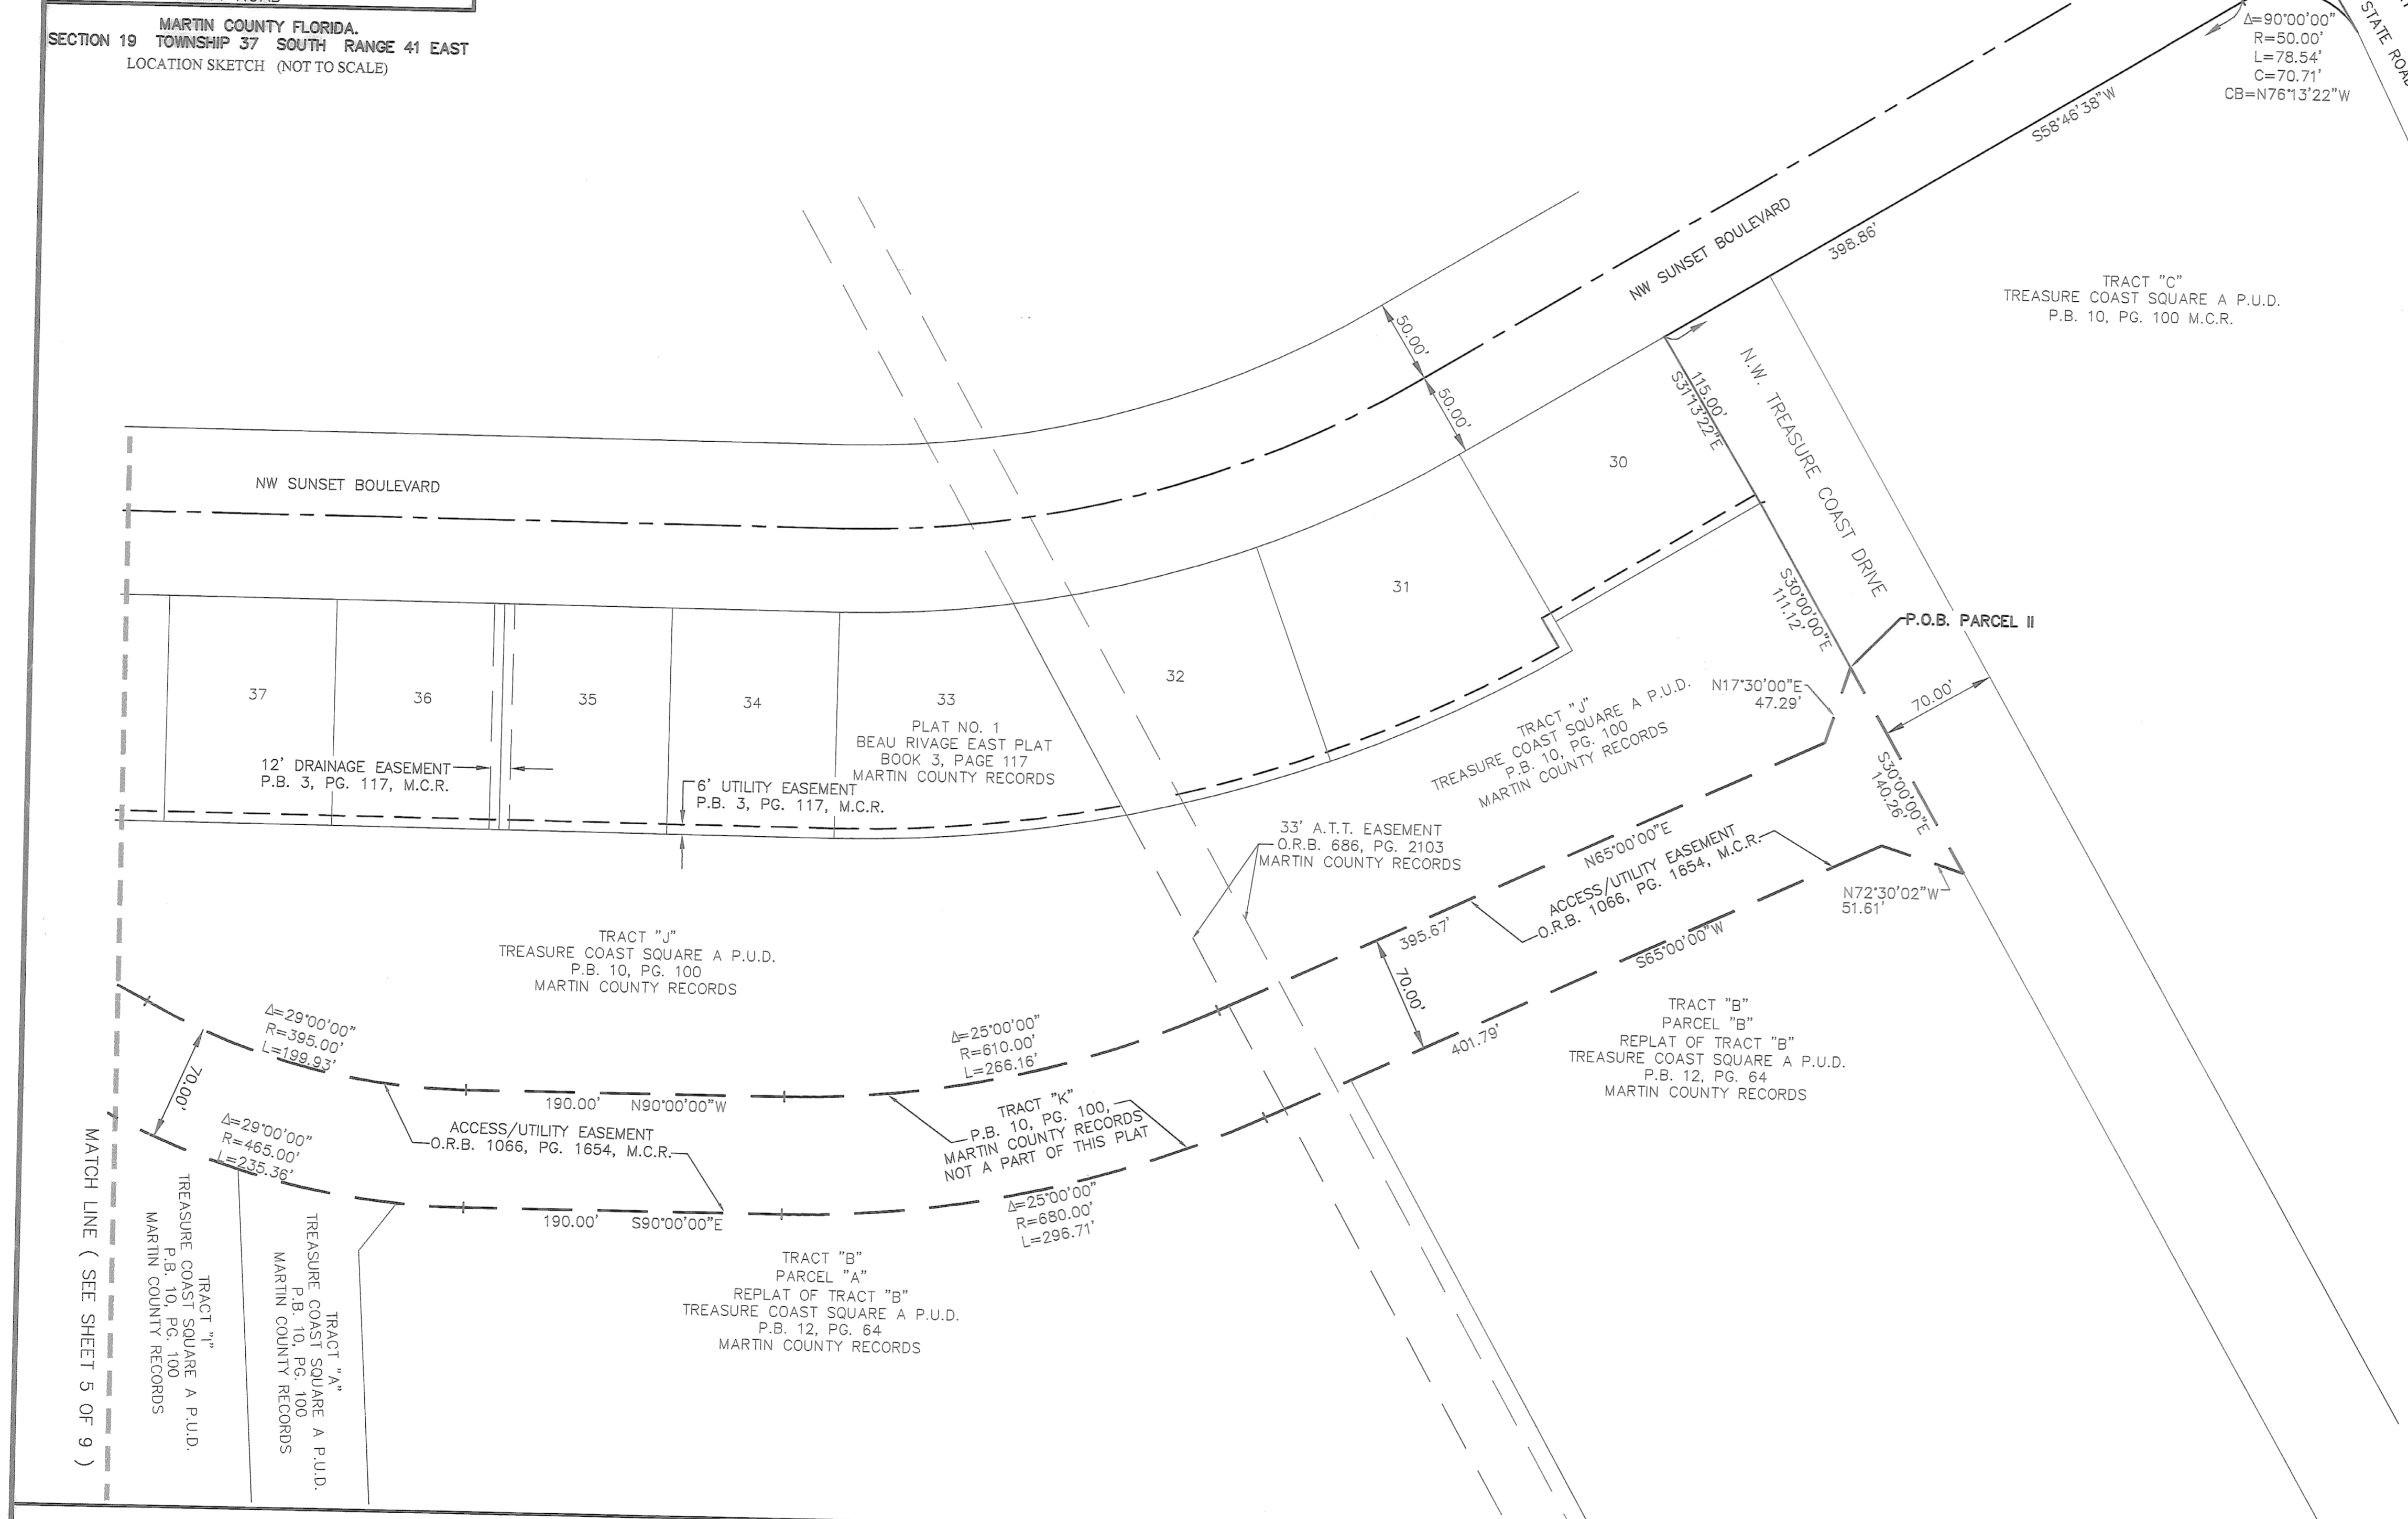 MARTIN COUNTY FLORIDA.
SECTION 19 TOWNSHIP 37 SOUTH RANGE 41 EAST
LOCATION SKETCH (NOT TO SCALE)
Δ=90°00'00"
R=50.00'
L=78.54'
C=70.71'
CB=N76°13'22"W
STATE ROAD
S58°46'38"W
398.86'
NW SUNSET BOULEVARD
TRACT "C"
TREASURE COAST SQUARE A P.U.D.
P.B. 10, PG. 100 M.C.R.
50.00'
50.00'
115.00'
S31°13'22"E
N.W. TREASURE COAST DRIVE
30
NW SUNSET BOULEVARD
31
S30°00'00"E
111.12'
P.O.B. PARCEL II
32
33
34
35
36
37
PLAT NO. 1
BEAU RIVAGE EAST PLAT
BOOK 3, PAGE 117
MARTIN COUNTY RECORDS
N17°30'00"E
47.29'
70.00'
TRACT "J"
TREASURE COAST SQUARE A P.U.D.
P.B. 10, PG. 100
MARTIN COUNTY RECORDS
12' DRAINAGE EASEMENT
P.B. 3, PG. 117, M.C.R.
6' UTILITY EASEMENT
P.B. 3, PG. 117, M.C.R.
S30°00'00"E
140.26'
33' A.T.T. EASEMENT
O.R.B. 686, PG. 2103
MARTIN COUNTY RECORDS
N65°00'00"E
ACCESS/UTILITY EASEMENT
O.R.B. 1066, PG. 1654, M.C.R.
N72°30'02"W
51.61'
395.67'
S65°00'00"W
70.00'
401.79'
TRACT "J"
TREASURE COAST SQUARE A P.U.D.
P.B. 10, PG. 100
MARTIN COUNTY RECORDS
TRACT "B"
PARCEL "B"
REPLAT OF TRACT "B"
TREASURE COAST SQUARE A P.U.D.
P.B. 12, PG. 64
MARTIN COUNTY RECORDS
Δ=29°00'00"
R=395.00'
L=199.93'
70.00'
Δ=25°00'00"
R=610.00'
L=266.16'
190.00' N90°00'00"W
TRACT "K"
P.B. 10, PG. 100,
MARTIN COUNTY RECORDS
NOT A PART OF THIS PLAT
ACCESS/UTILITY EASEMENT
O.R.B. 1066, PG. 1654, M.C.R.
Δ=29°00'00"
R=465.00'
L=235.36'
190.00' S90°00'00"E
Δ=25°00'00"
R=680.00'
L=296.71'
TRACT "B"
PARCEL "A"
REPLAT OF TRACT "B"
TREASURE COAST SQUARE A P.U.D.
P.B. 12, PG. 64
MARTIN COUNTY RECORDS
MATCH LINE ( SEE SHEET 5 OF 9 )
TRACT "I"
TREASURE COAST SQUARE A P.U.D.
P.B. 10, PG. 100
MARTIN COUNTY RECORDS
TRACT "A"
TREASURE COAST SQUARE A P.U.D.
P.B. 10, PG. 100
MARTIN COUNTY RECORDS